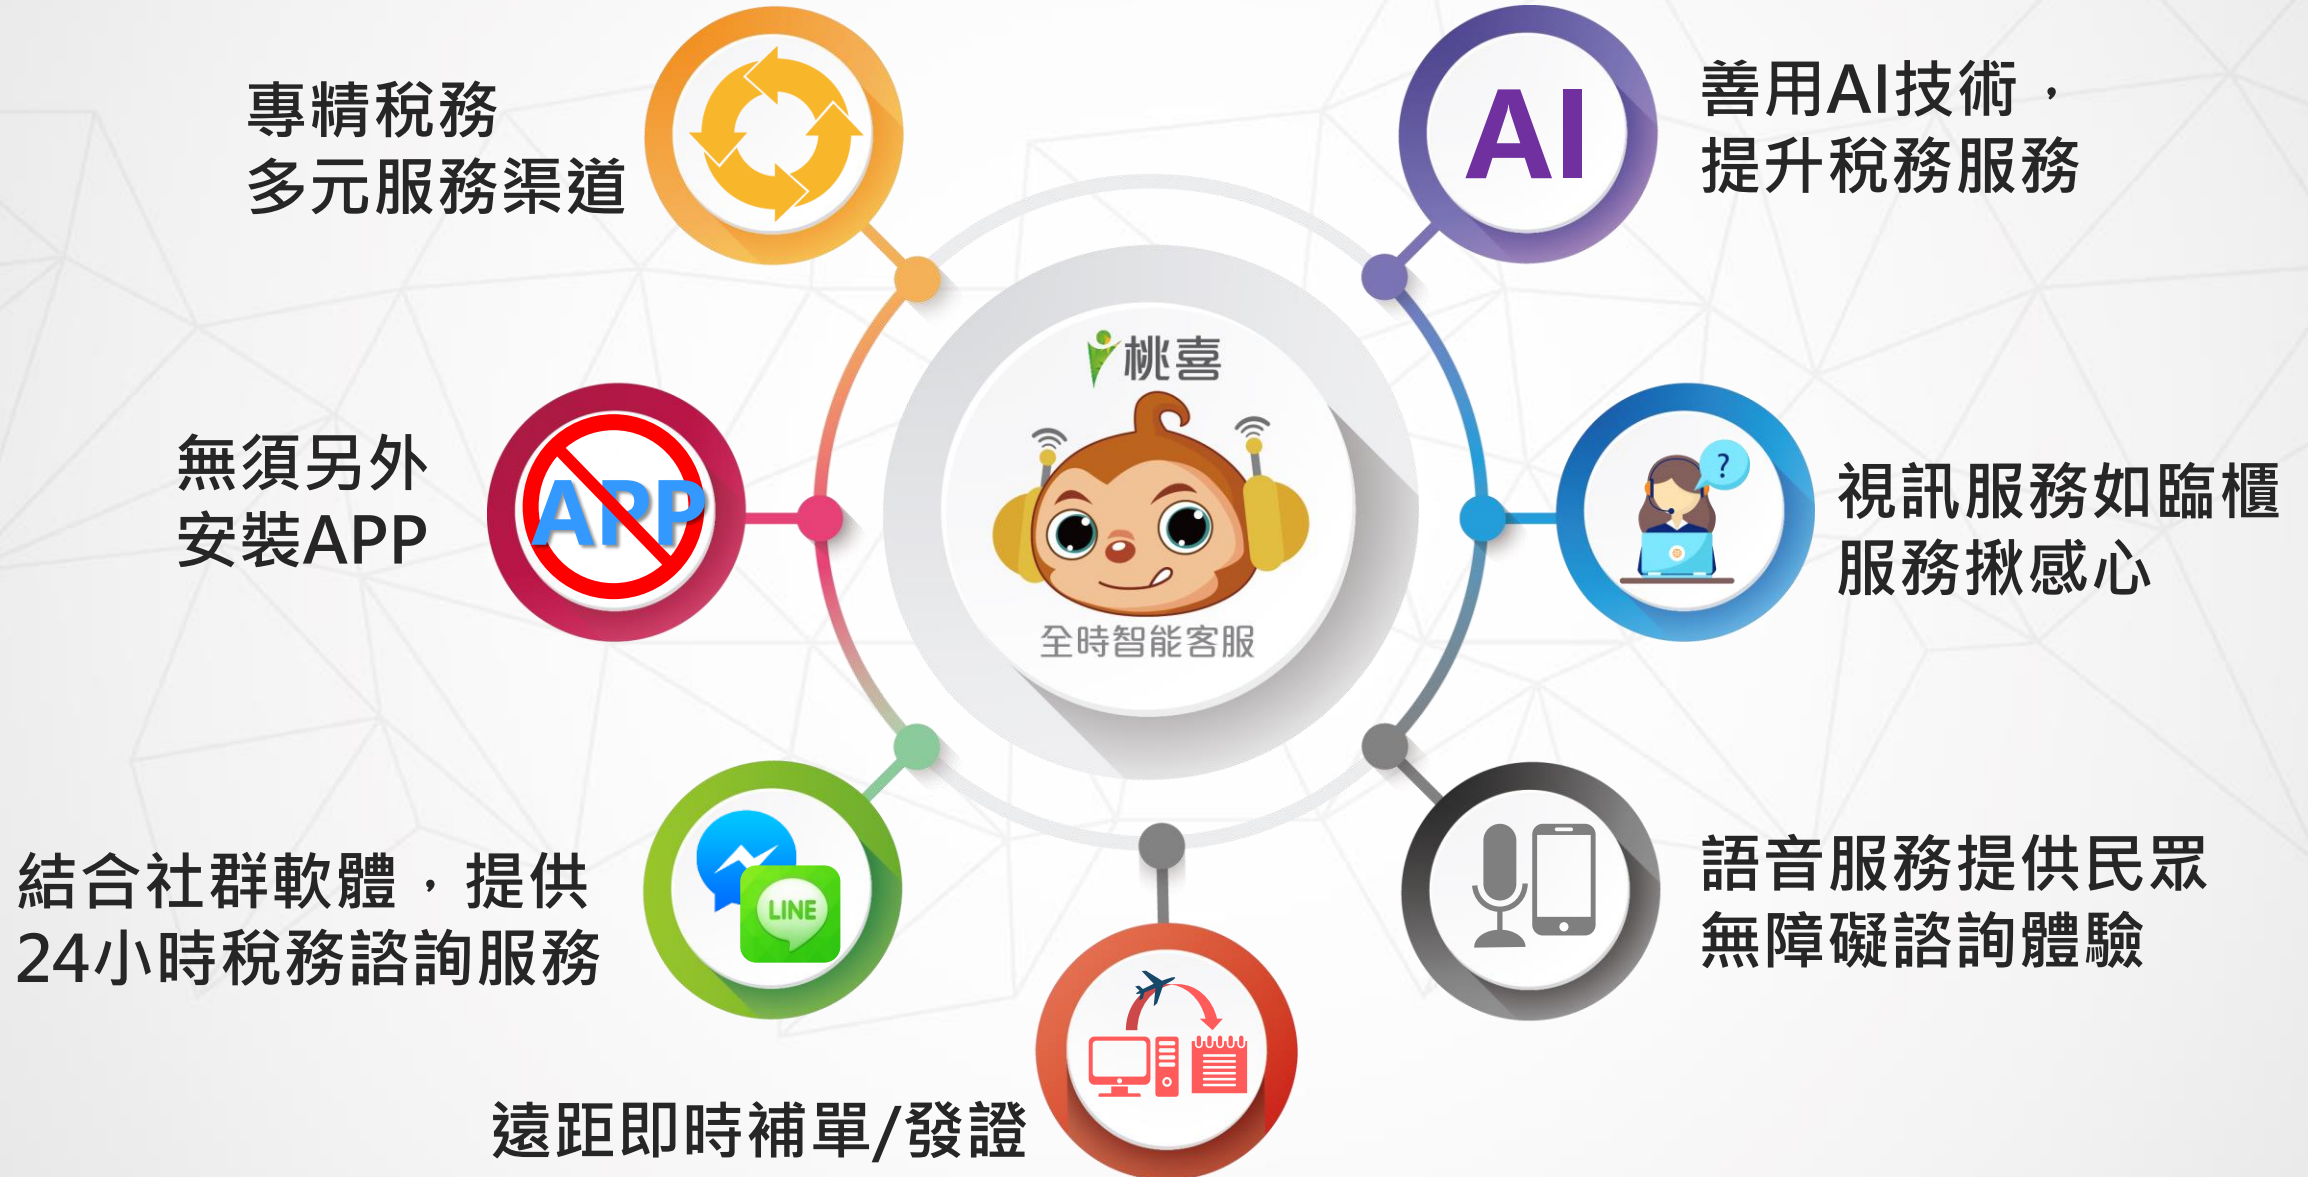 專精稅務
多元服務渠道
AI
善用AI技術，
提升稅務服務
桃喜
全時智能客服
無須另外
安裝APP
APP
?
視訊服務如臨櫃
服務揪感心
結合社群軟體，提供
24小時稅務諮詢服務
LINE
語音服務提供民眾
無障礙諮詢體驗
遠距即時補單/發證